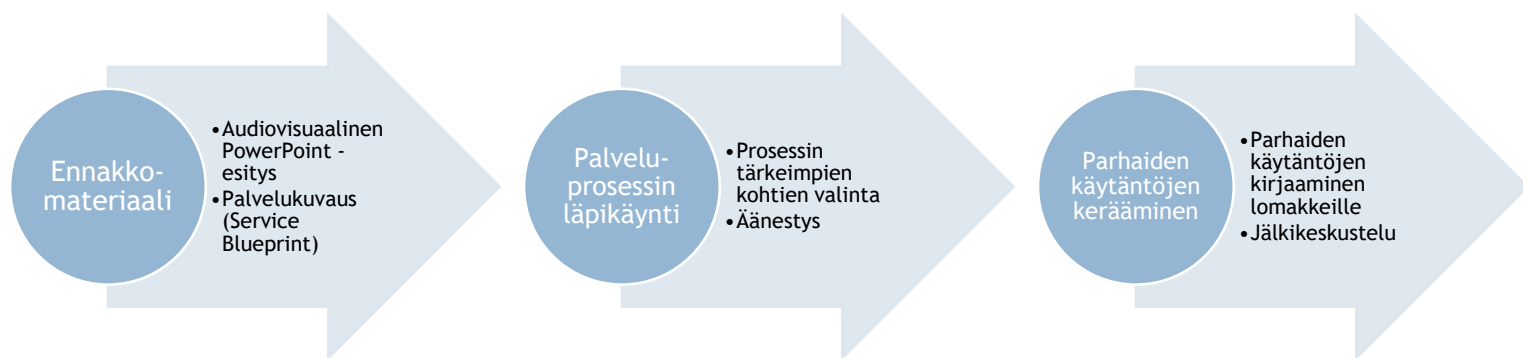 Ennakko-
materiaali
•Audiovisuaalinen
PowerPoint -
esitys
•Palvelukuvaus
(Service
Blueprint)
Palvelu-
prosessin
läpikäynti
•Prosessin
tärkeimpien
kohtien valinta
•Äänestys
Parhaiden
käytäntöjen
kerääminen
•Parhaiden
käytäntöjen
kirjaaminen
lomakkeille
•Jälkikeskustelu